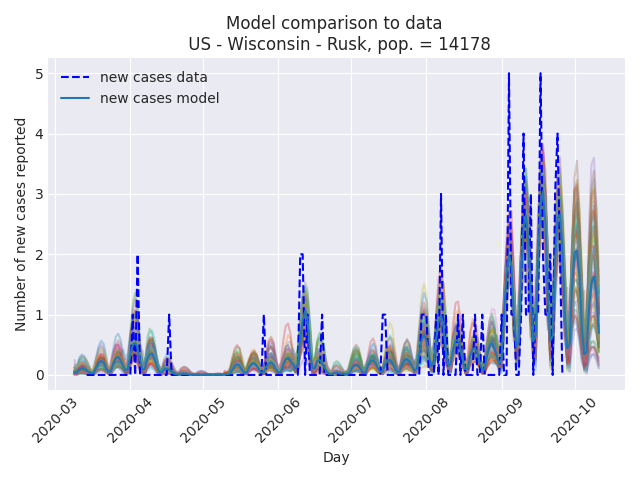 Model comparison to data
US - Wisconsin - Rusk, pop. = 14178
new cases data
new cases model
Number of new cases reported
5
4
3
2
1
0
2020-03
2020-04
2020-05
2020-06
2020-07
2020-08
2020-09
2020-10
Day